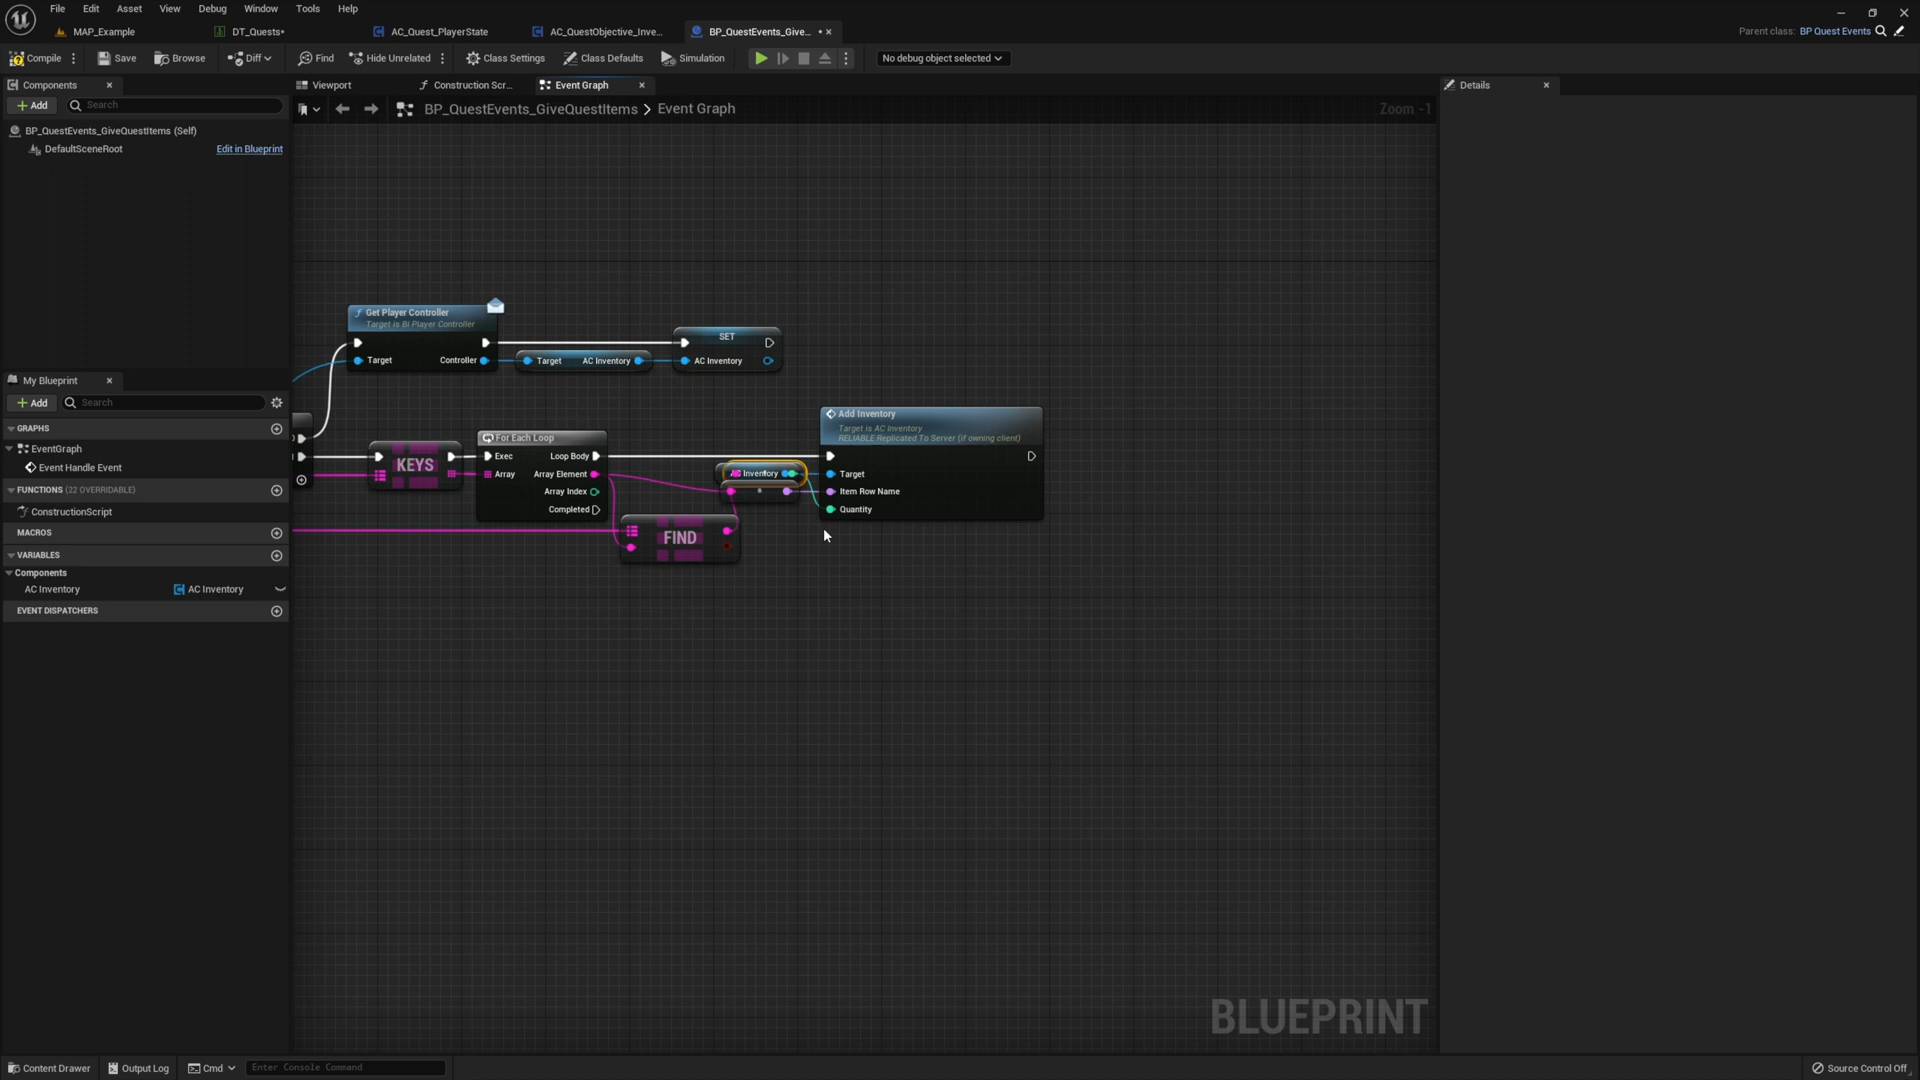 File Edit Asset View Debug Window Tools Help
MAP_Example DT_Quests* AC_Quest_PlayerState AC_QuestObjective_Inve... BP_QuestEvents_Give...
Parent class: BP Quest Events
Compile Save Browse Diff Find Hide Unrelated Class Settings Class Defaults Simulation No debug object selected
Components
Add Search
BP_QuestEvents_GiveQuestItems (Self)
DefaultSceneRoot Edit in Blueprint
Viewport Construction Scr... Event Graph
BP_QuestEvents_GiveQuestItems > Event Graph Zoom -1
Details
Get Player Controller
Target is BI Player Controller
Target Controller
Target AC Inventory
SET
AC Inventory
My Blueprint
Add Search
GRAPHS
EventGraph
Event Handle Event
FUNCTIONS (22 OVERRIDABLE)
ConstructionScript
MACROS
VARIABLES
Components
AC Inventory AC Inventory
EVENT DISPATCHERS
KEYS
For Each Loop
Exec Loop Body
Array Array Element
Array Index
Completed
FIND
Inventory
Add Inventory
Target is AC Inventory
RELIABLE Replicated To Server (if owning client)
Target
Item Row Name
Quantity
BLUEPRINT
Content Drawer Output Log Cmd Enter Console Command Source Control Off